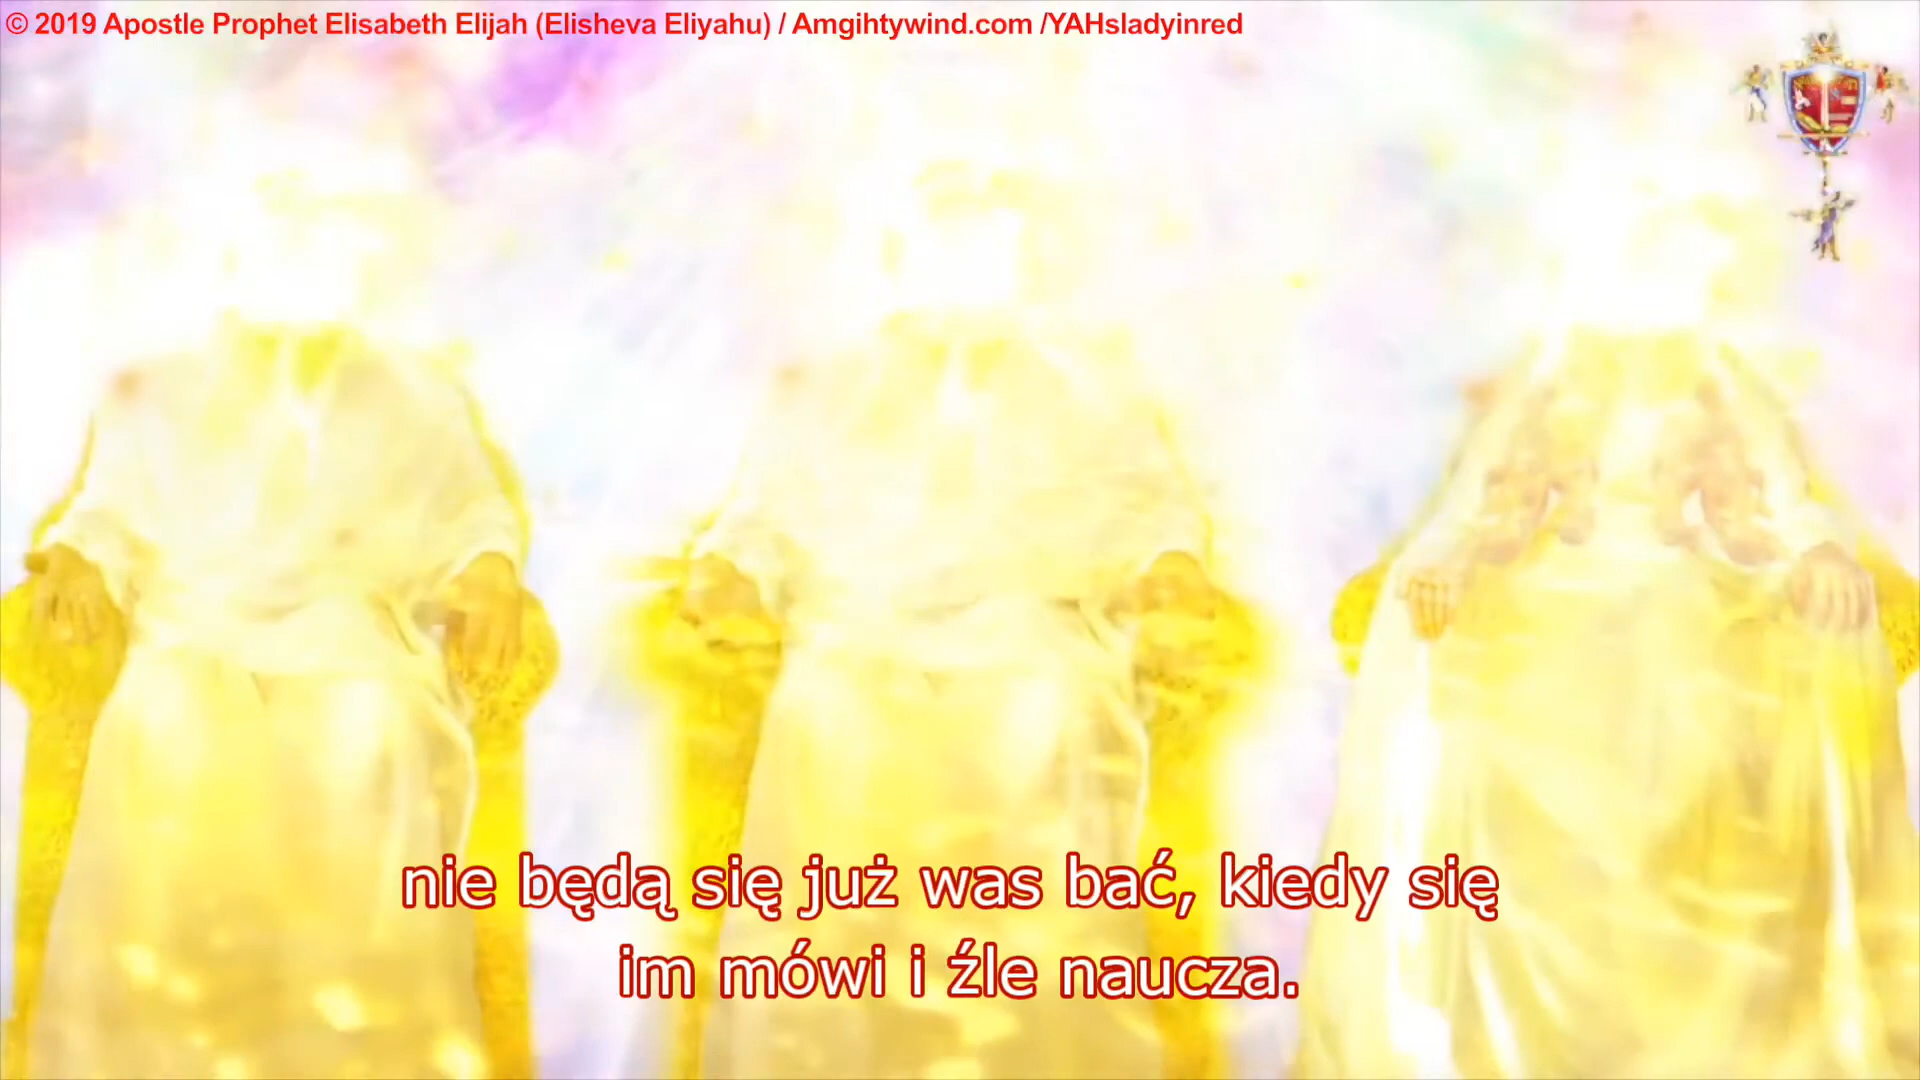 © 2019 Apostle Prophet Elisabeth Elijah (Elisheva Eliyahu) / Amgihtywind.com /YAHsladyinred
nie będą się już was bać, kiedy się
im mówi i źle naucza.